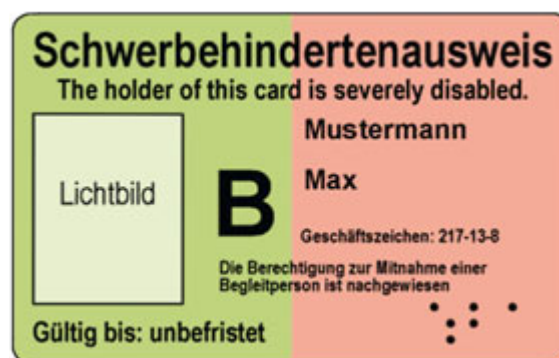 Schwerbehindertenausweis
The holder of this card is severely disabled.
Lichtbild
B
Mustermann
Max
Geschäftszeichen: 217-13-8
Die Berechtigung zur Mitnahme einer
Begleitperson ist nachgewiesen
Gültig bis: unbefristet